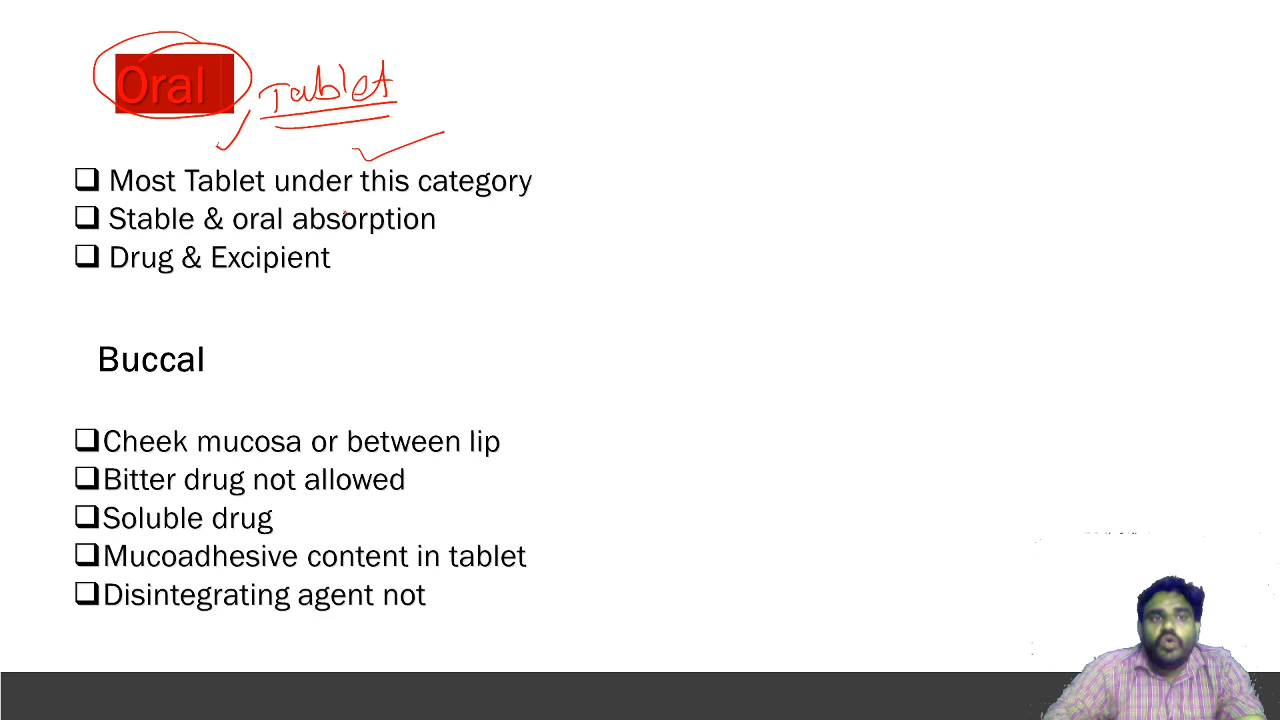 Oral Tablet
Most Tablet under this category
Stable & oral absorption
Drug & Excipient
Buccal
Cheek mucosa or between lip
Bitter drug not allowed
Soluble drug
Mucoadhesive content in tablet
Disintegrating agent not